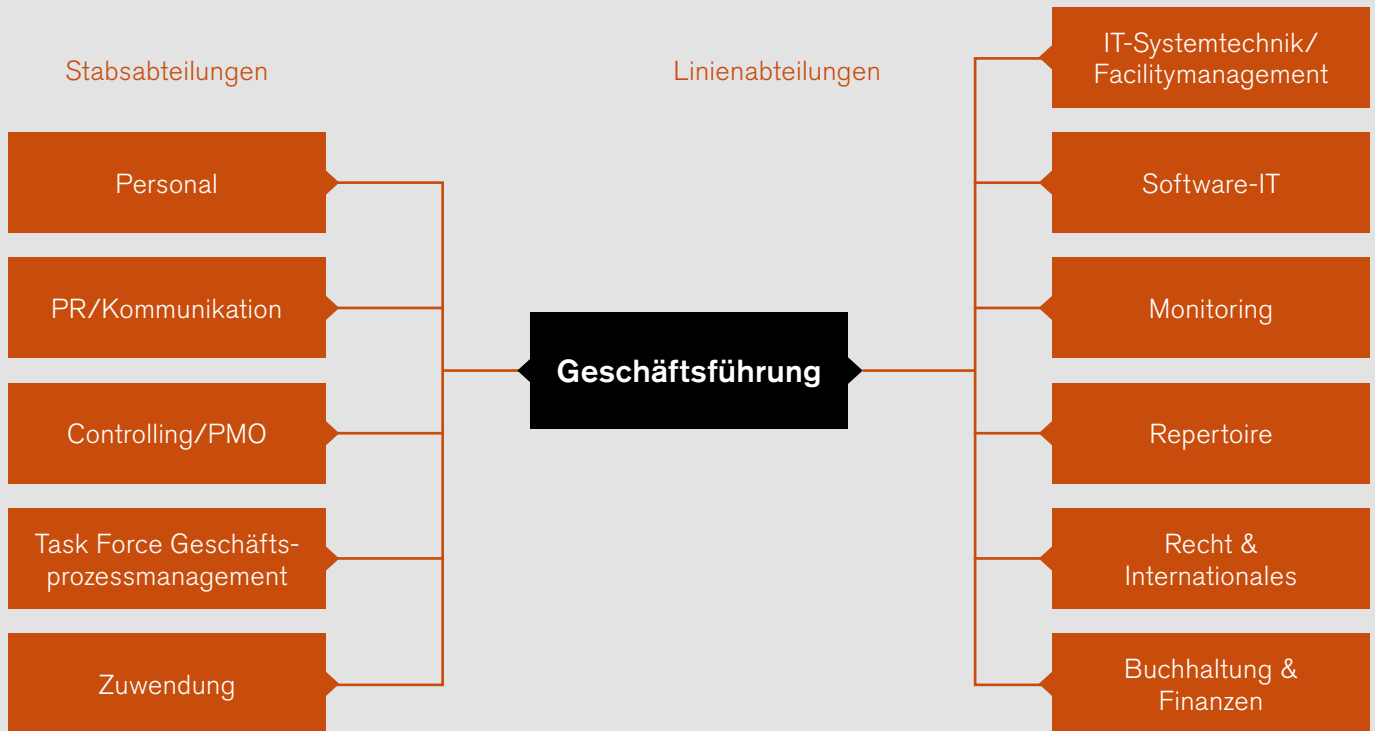 Stabsabteilungen
Personal
PR/Kommunikation
Controlling/PMO
Task Force Geschäfts-
prozessmanagement
Zuwendung
Geschäftsführung
Linienabteilungen
IT-Systemtechnik/
Facilitymanagement
Software-IT
Monitoring
Repertoire
Recht &
Internationales
Buchhaltung &
Finanzen